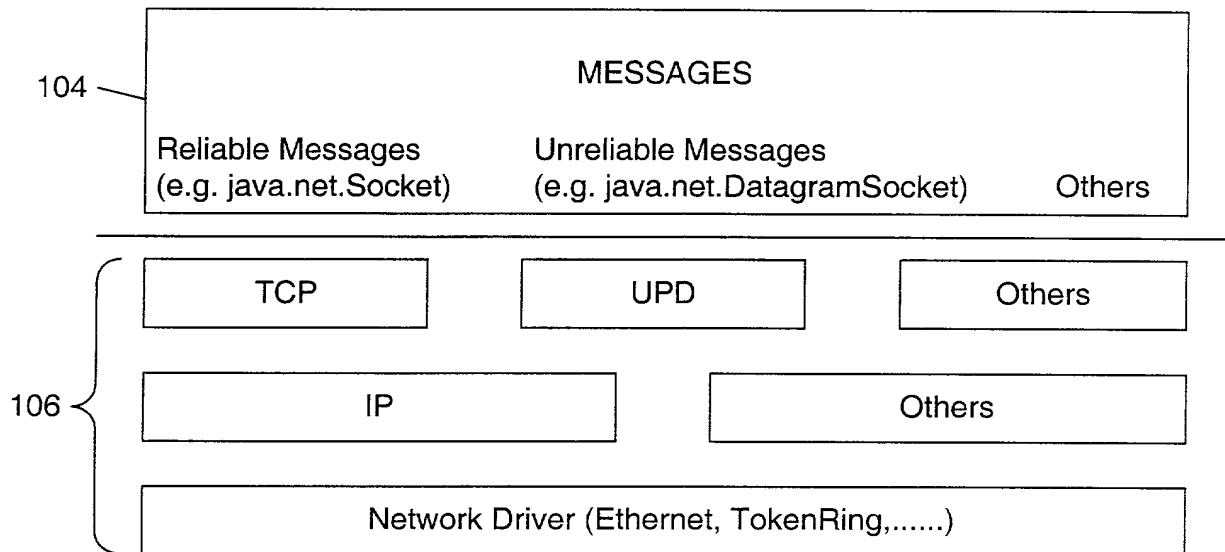 MESSAGES
104
Reliable Messages
(e.g. java.net.Socket)
Unreliable Messages
(e.g. java.net.DatagramSocket)
Others
TCP
UPD
Others
106
IP
Others
Network Driver (Ethernet, TokenRing,......)